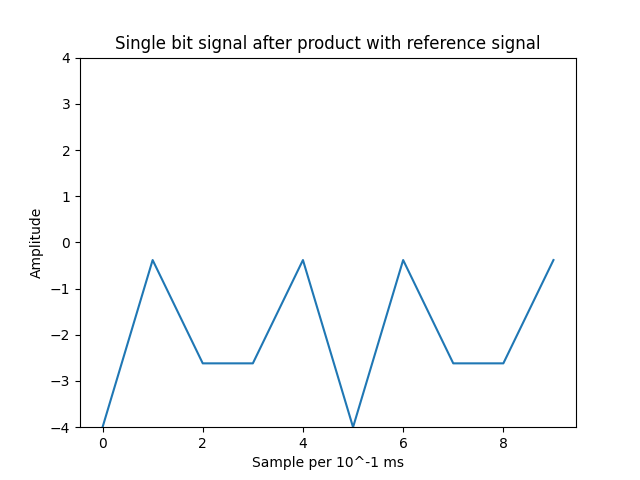 Single bit signal after product with reference signal
4
3
2
1
0
−1
−2
−3
−4
Amplitude
0 2 4 6 8
Sample per 10^-1 ms